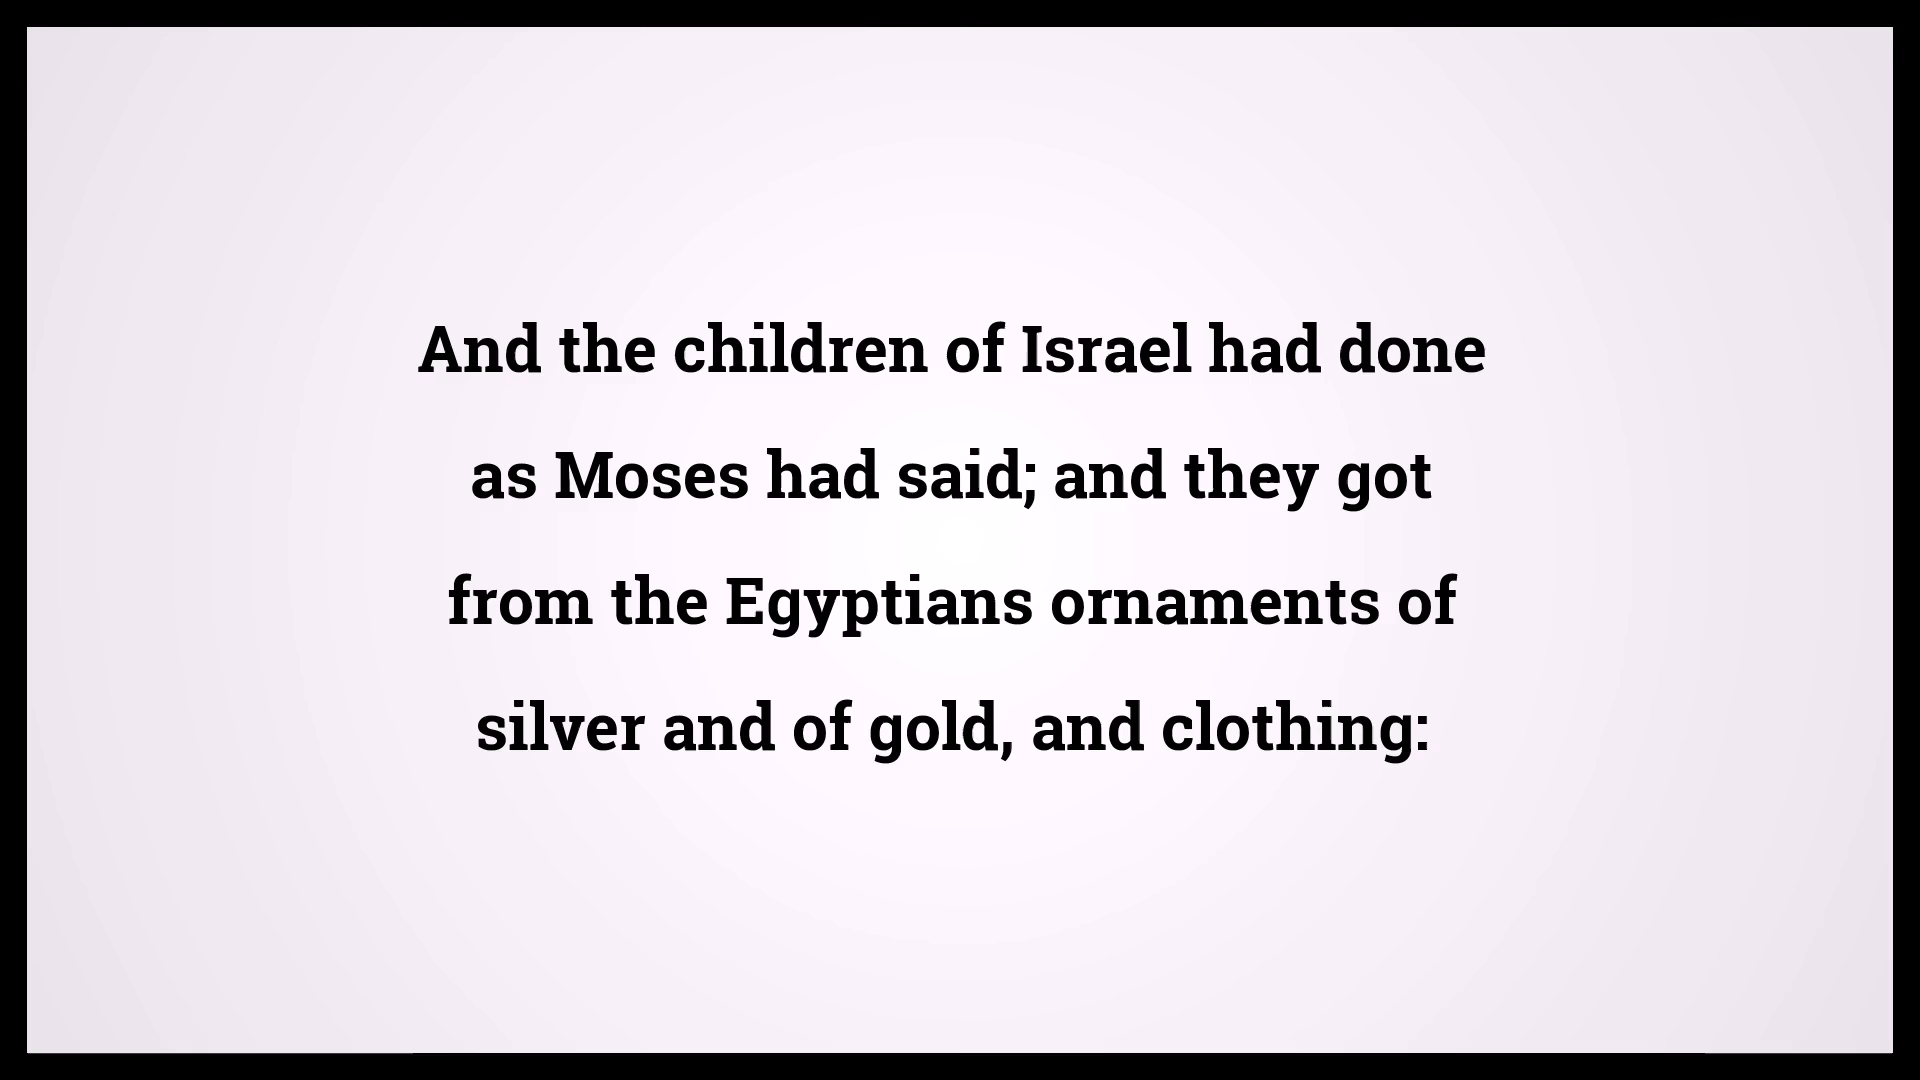 And the children of Israel had done
as Moses had said; and they got
from the Egyptians ornaments of
silver and of gold, and clothing: